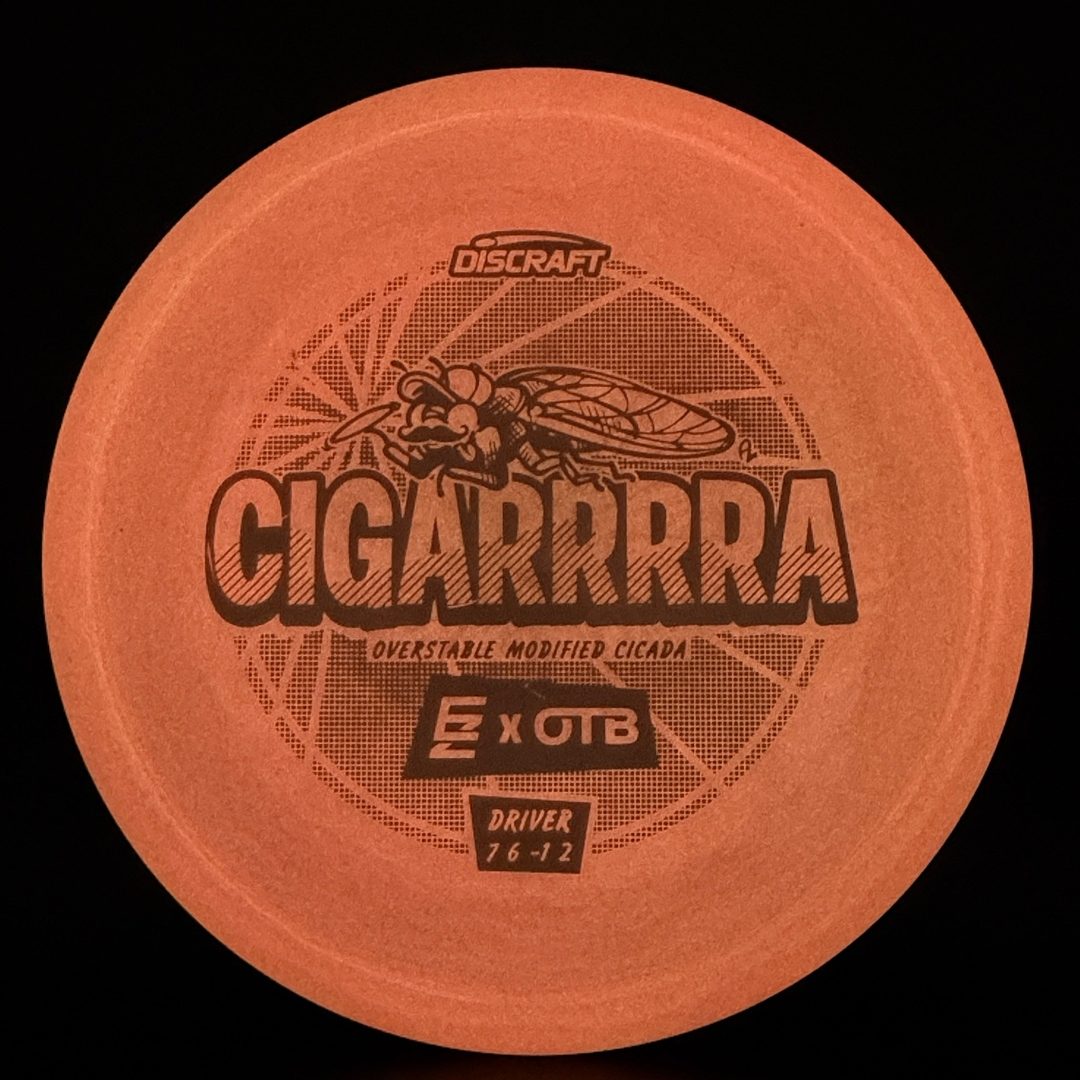 DISCRAFT
CIGARRRRA
OVERSTABLE MODIFIED CICADA
X OTB
DRIVER
7 6 -1 2